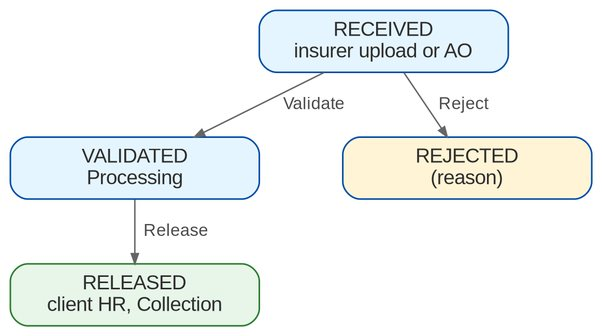 RECEIVED
insurer upload or AO
Validate
Reject
VALIDATED
Processing
REJECTED
(reason)
Release
RELEASED
client HR, Collection